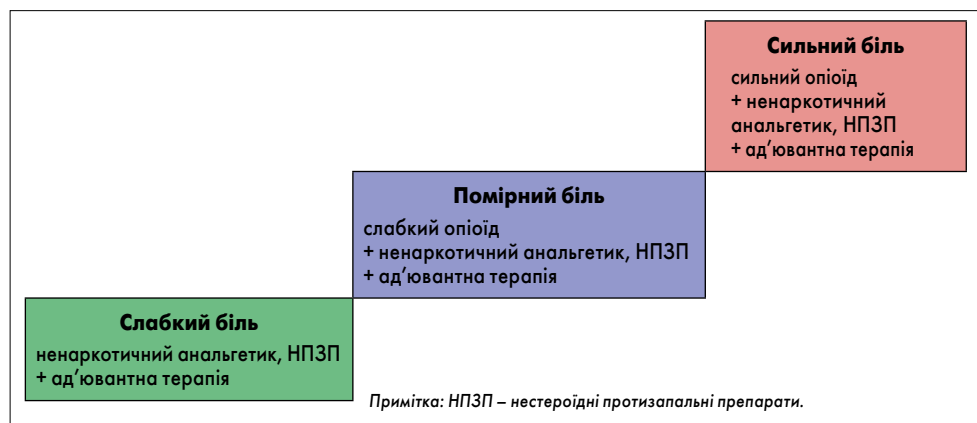 Сильний біль
сильний опіоїд
+ ненаркотичний
анальгетик, НПЗП
+ ад’ювантна терапія
Помірний біль
слабкий опіоїд
+ ненаркотичний анальгетик, НПЗП
+ ад’ювантна терапія
Слабкий біль
ненаркотичний анальгетик, НПЗП
+ ад’ювантна терапія
Примітка: НПЗП – нестероїдні протизапальні препарати.